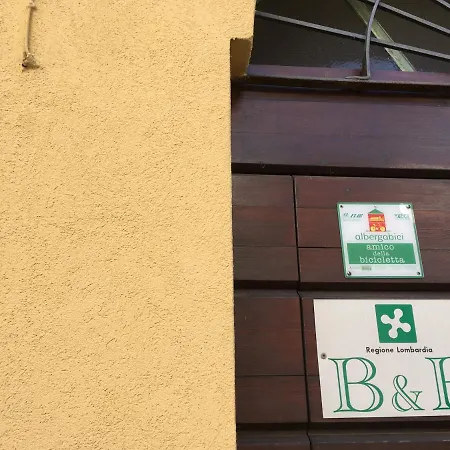 albergabici
amico
della
bicicletta
Regione Lombardia
B &